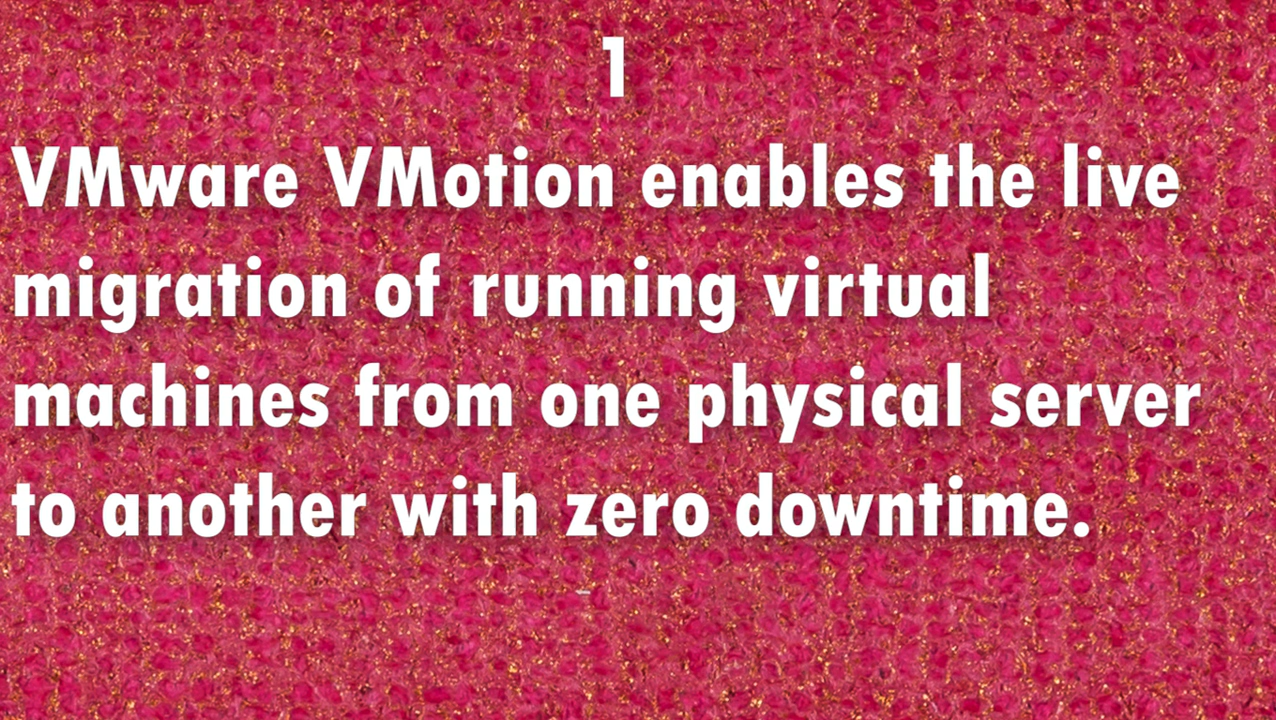 1
VMware VMotion enables the live
migration of running virtual
machines from one physical server
to another with zero downtime.